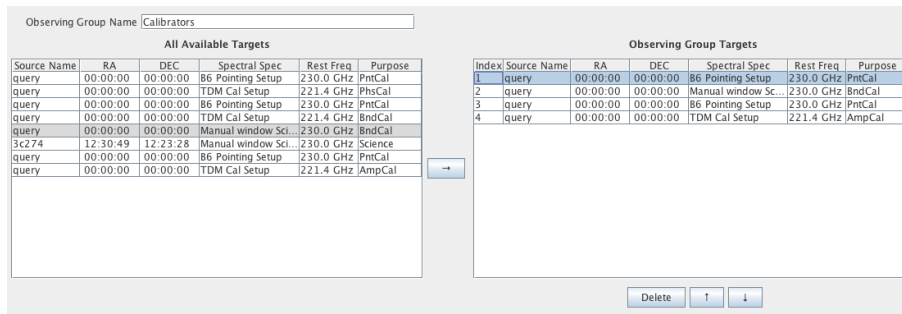 Observing Group Name Calibrators
All Available Targets
Source Name RA DEC Spectral Spec Rest Freq Purpose
query 00:00:00 00:00:00 B6 Pointing Setup 230.0 GHz PntCal
query 00:00:00 00:00:00 TDM Cal Setup 221.4 GHz PhsCal
query 00:00:00 00:00:00 B6 Pointing Setup 230.0 GHz PntCal
query 00:00:00 00:00:00 TDM Cal Setup 221.4 GHz BndCal
query 00:00:00 00:00:00 Manual window Sci... 230.0 GHz BndCal
3c274 12:30:49 12:23:28 Manual window Sci... 230.0 GHz Science
query 00:00:00 00:00:00 B6 Pointing Setup 230.0 GHz PntCal
query 00:00:00 00:00:00 TDM Cal Setup 221.4 GHz AmpCal
→
Observing Group Targets
Index Source Name RA DEC Spectral Spec Rest Freq Purpose
1 query 00:00:00 00:00:00 B6 Pointing Setup 230.0 GHz PntCal
2 query 00:00:00 00:00:00 Manual window Sc... 230.0 GHz BndCal
3 query 00:00:00 00:00:00 B6 Pointing Setup 230.0 GHz PntCal
4 query 00:00:00 00:00:00 TDM Cal Setup 221.4 GHz AmpCal
Delete ↑ ↓